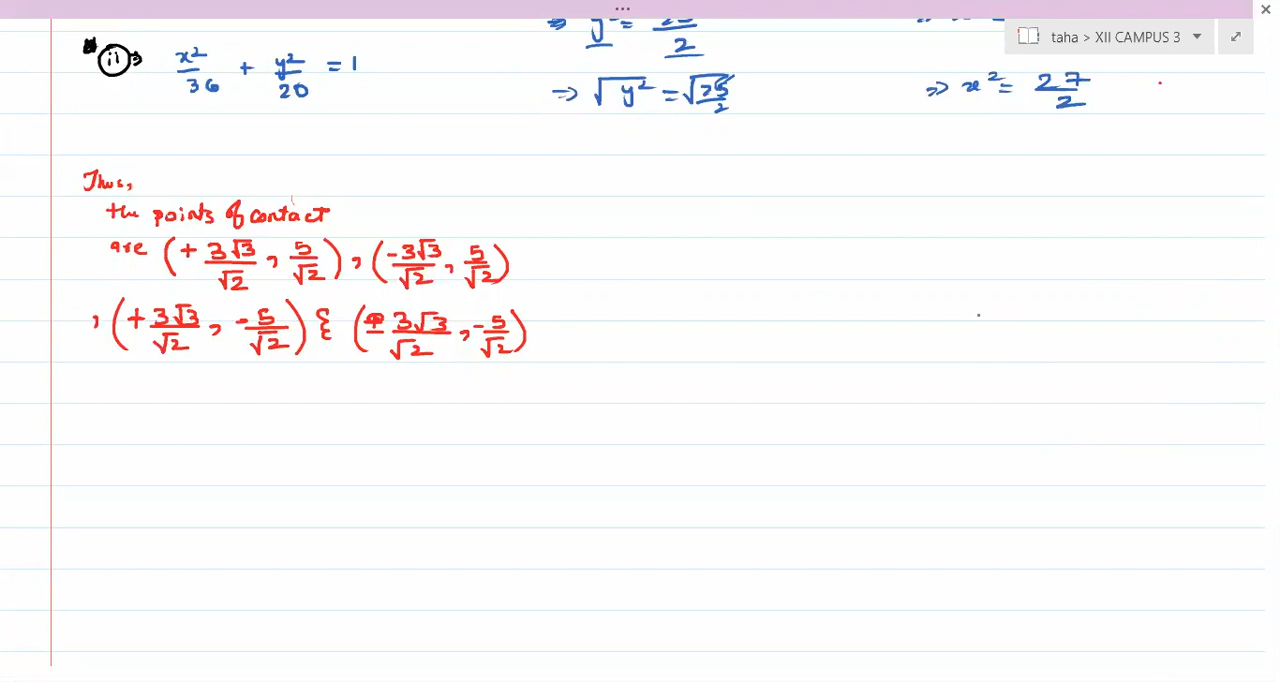 taha > XII CAMPUS 3
(ii) x²/36 + y²/20 = 1
⇒ √y² = √25/2
⇒ x² = 27/2
Thus,
the points of contact
are (+ 3√3/√2, 5/√2), (-3√3/√2, 5/√2)
, (+ 3√3/√2, -5/√2) & (- 3√3/√2, -5/√2)